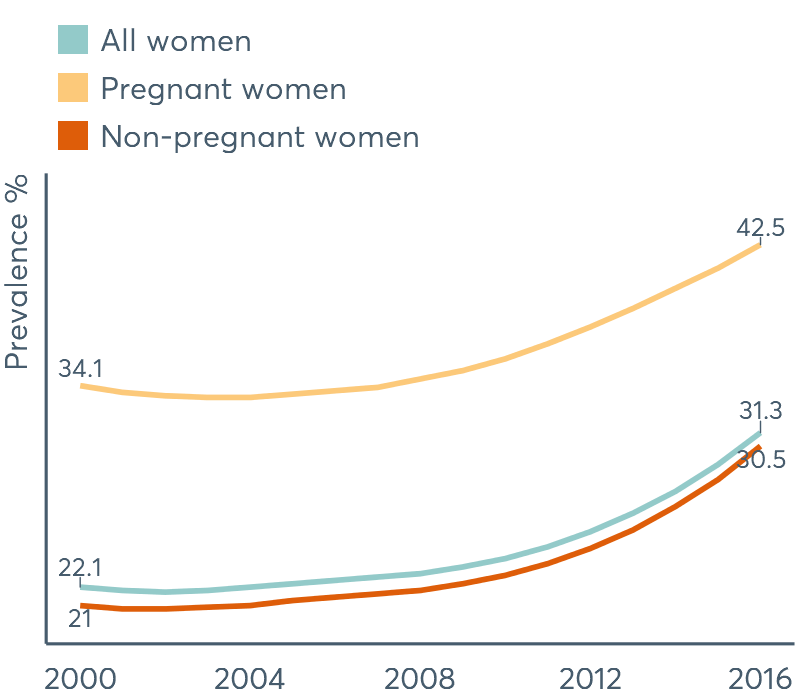 All women
Pregnant women
Non-pregnant women
Prevalence %
42.5
34.1
31.3
30.5
22.1
21
2000 2004 2008 2012 2016